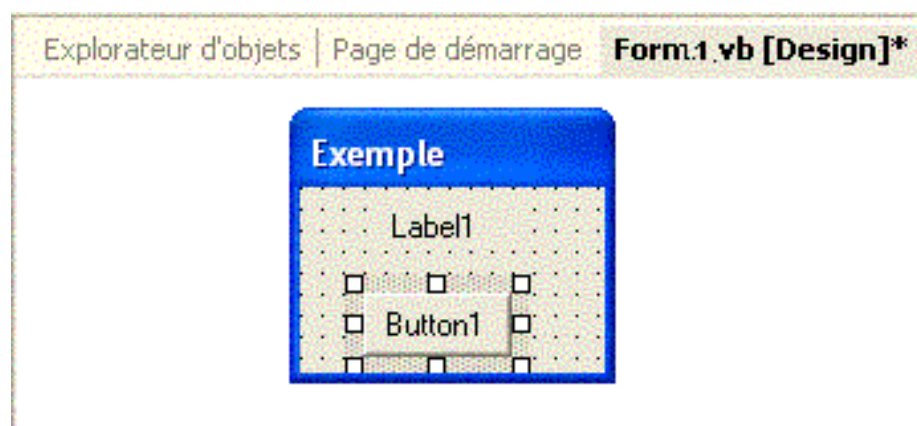 Explorateur d'objets | Page de démarrage Form1.vb [Design]*
Exemple
Label1
Button1